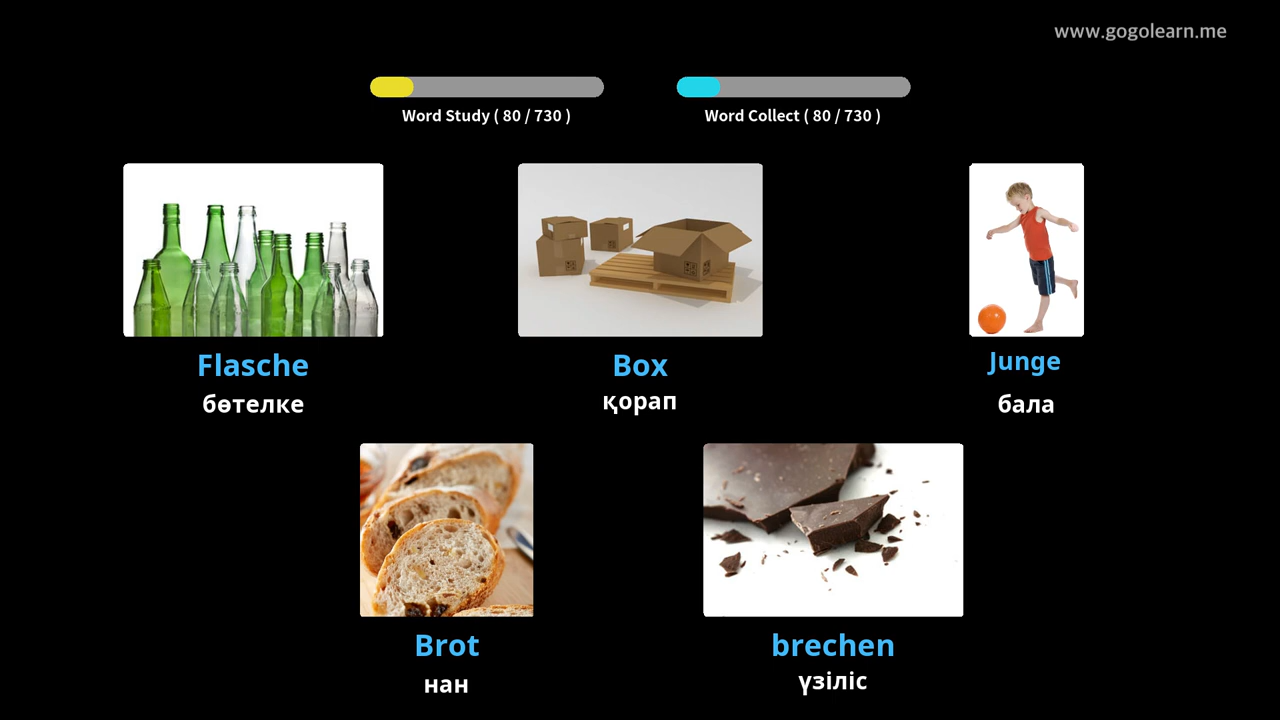 www.gogolearn.me
Word Study ( 80 / 730 )
Word Collect ( 80 / 730 )
Flasche
бөтелке
Box
қорап
Junge
бала
Brot
нан
brechen
үзіліс